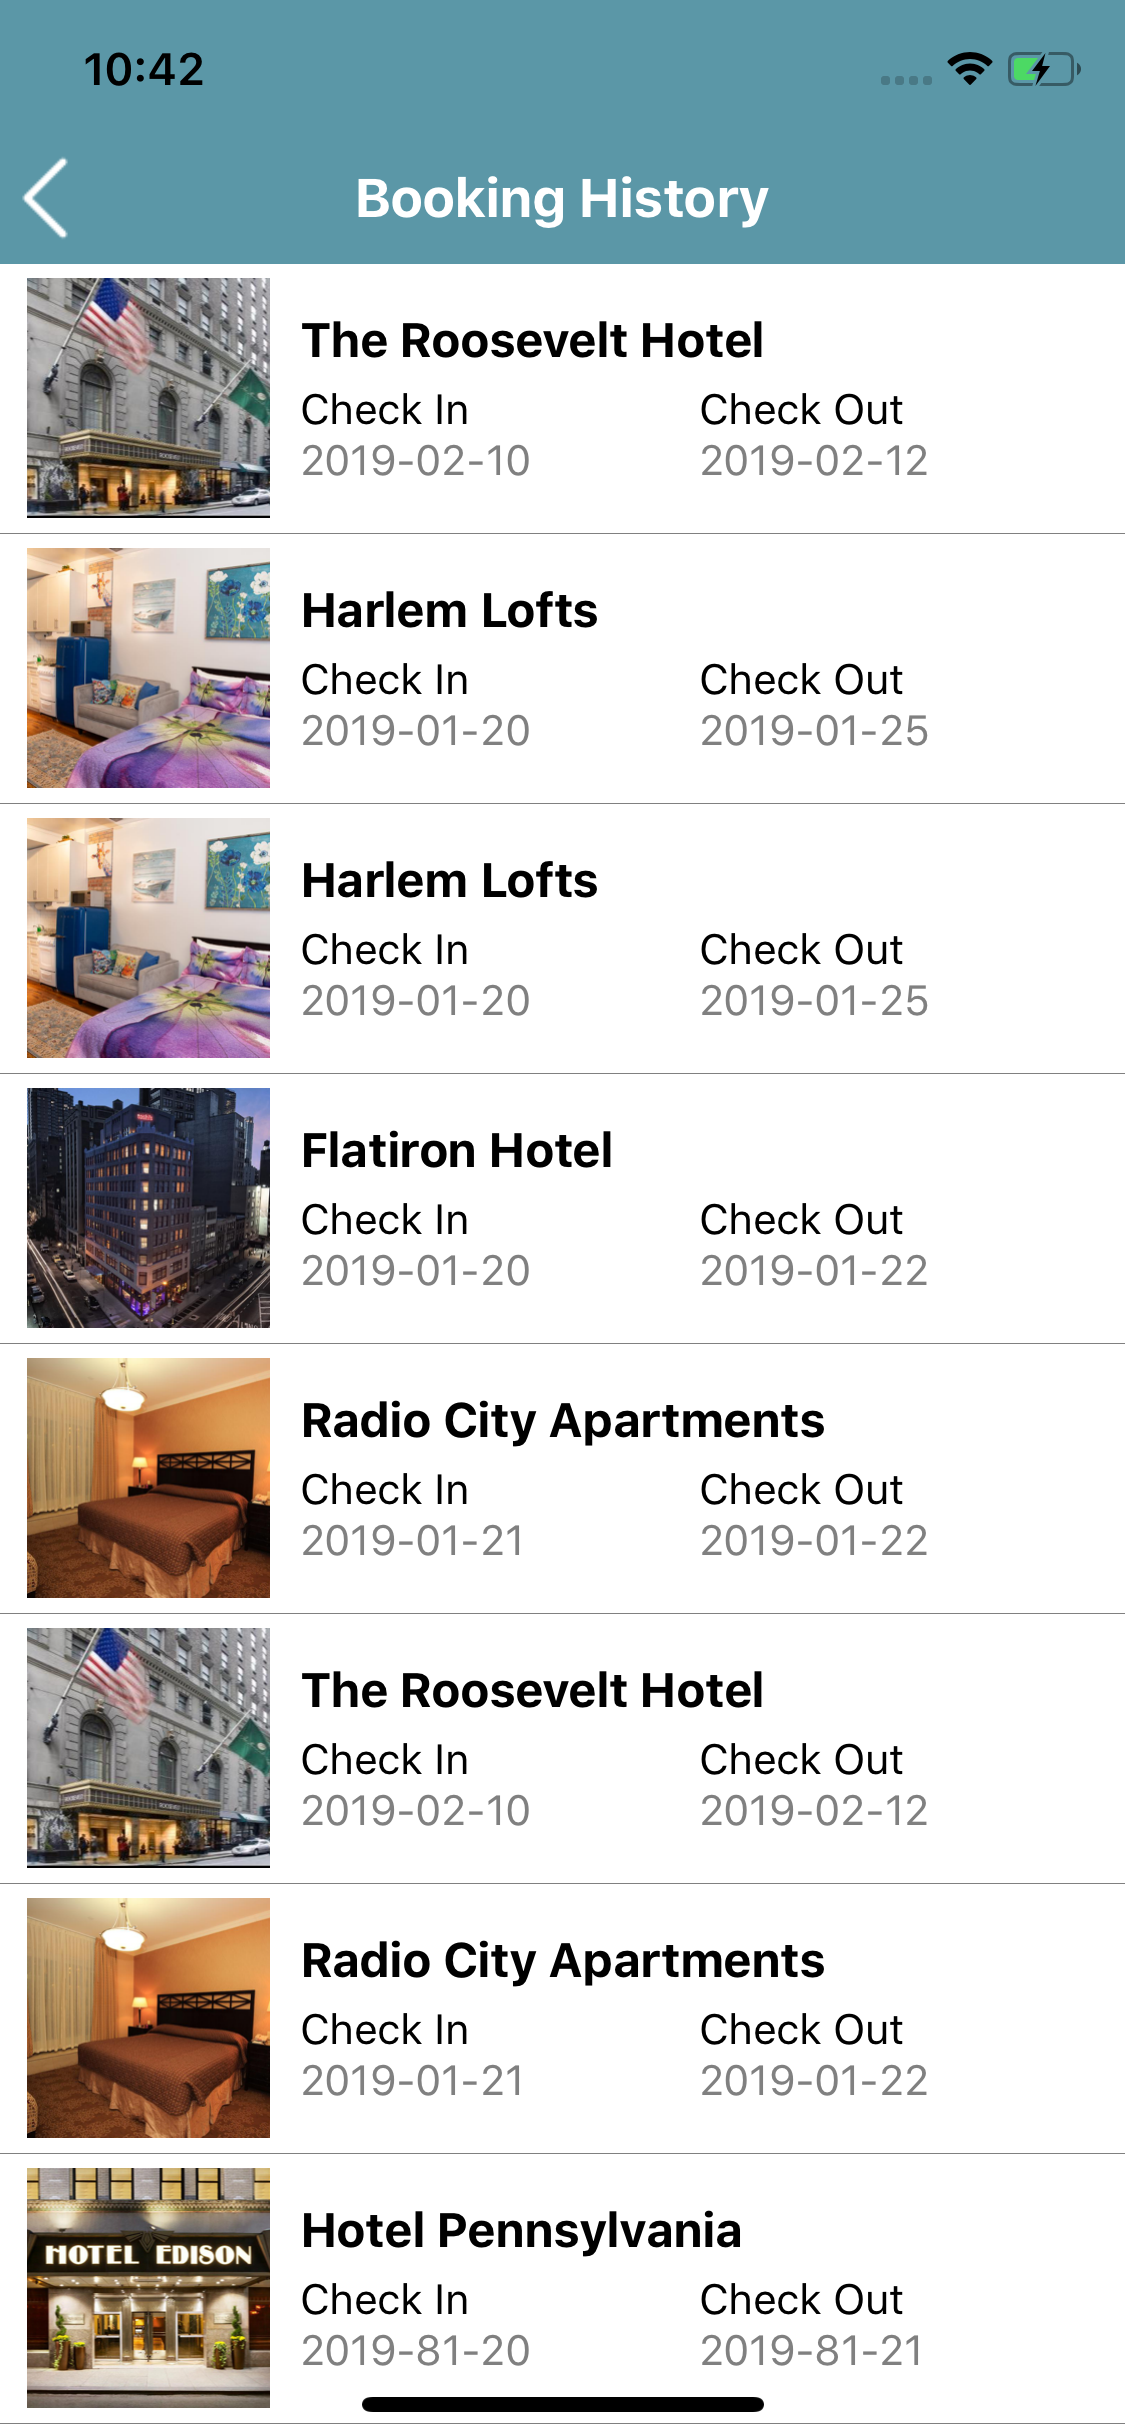 10:42
Booking History
The Roosevelt Hotel
Check In Check Out
2019-02-10 2019-02-12
Harlem Lofts
Check In Check Out
2019-01-20 2019-01-25
Harlem Lofts
Check In Check Out
2019-01-20 2019-01-25
Flatiron Hotel
Check In Check Out
2019-01-20 2019-01-22
Radio City Apartments
Check In Check Out
2019-01-21 2019-01-22
The Roosevelt Hotel
Check In Check Out
2019-02-10 2019-02-12
Radio City Apartments
Check In Check Out
2019-01-21 2019-01-22
HOTEL EDISON
Hotel Pennsylvania
Check In Check Out
2019-81-20 2019-81-21